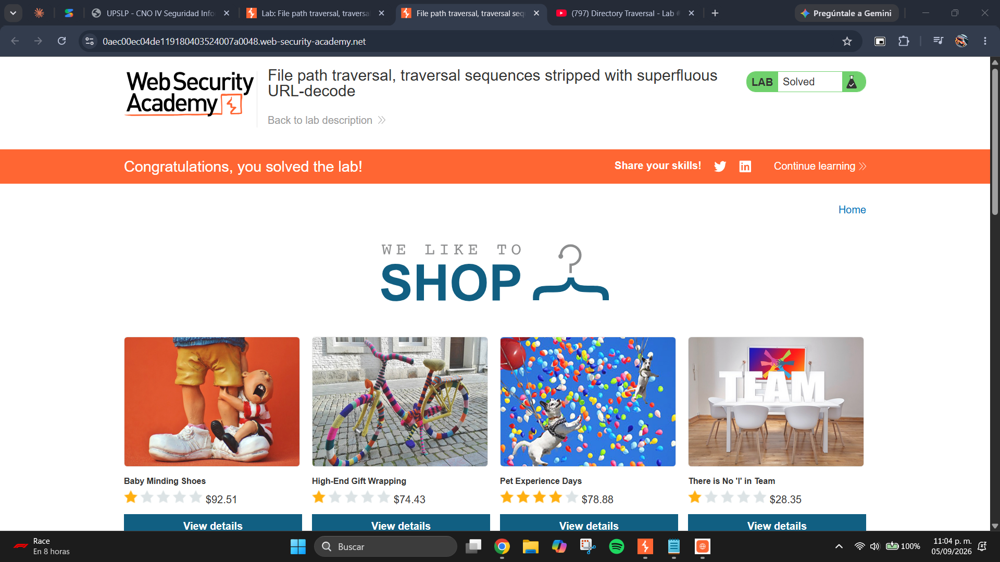 UPSLP - CNO IV Seguridad Info
Lab: File path traversal, traversa
File path traversal, traversal seq
(797) Directory Traversal - Lab #
Pregúntale a Gemini
0aec00ec04de119180403524007a0048.web-security-academy.net
Web Security
Academy
File path traversal, traversal sequences stripped with superfluous
URL-decode
Back to lab description
LAB Solved
Congratulations, you solved the lab!
Share your skills!
Continue learning
Home
WE LIKE TO
SHOP
TEAM
Baby Minding Shoes
$92.51
View details
High-End Gift Wrapping
$74.43
View details
Pet Experience Days
$78.88
View details
There is No 'I' in Team
$28.35
View details
Race
En 8 horas
Buscar
100%
11:04 p. m.
05/09/2026